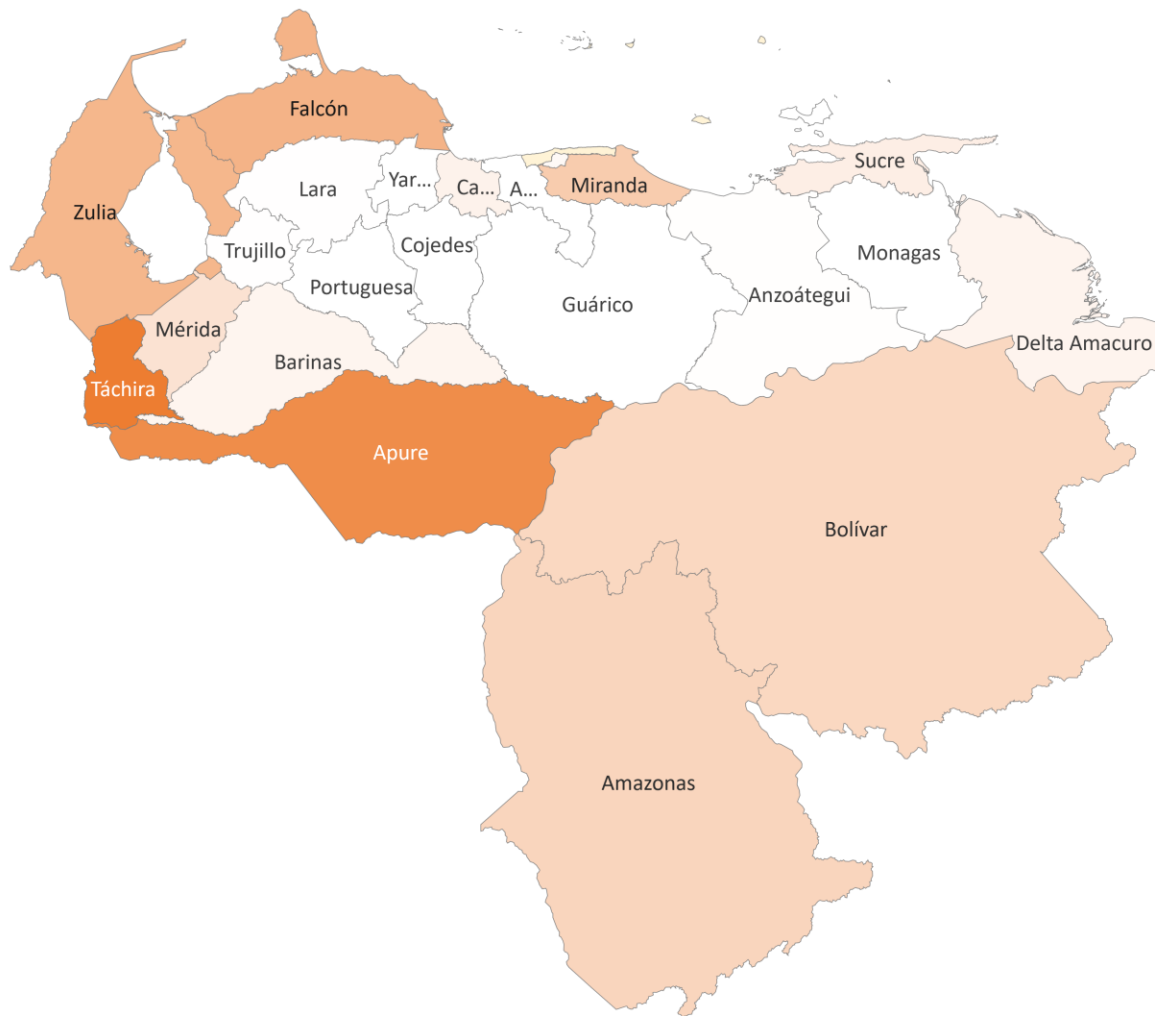 Falcón
Sucre
Lara
Yar...
Ca...
A...
Miranda
Zulia
Trujillo
Cojedes
Monagas
Portuguesa
Guárico
Anzoátegui
Mérida
Barinas
Delta Amacuro
Táchira
Apure
Bolívar
Amazonas